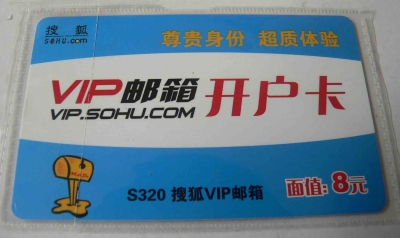 搜狐
SOHU.com
尊贵身份 超质体验
VIP邮箱
VIP.SOHU.COM
开户卡
S320 搜狐VIP邮箱
面值:8元